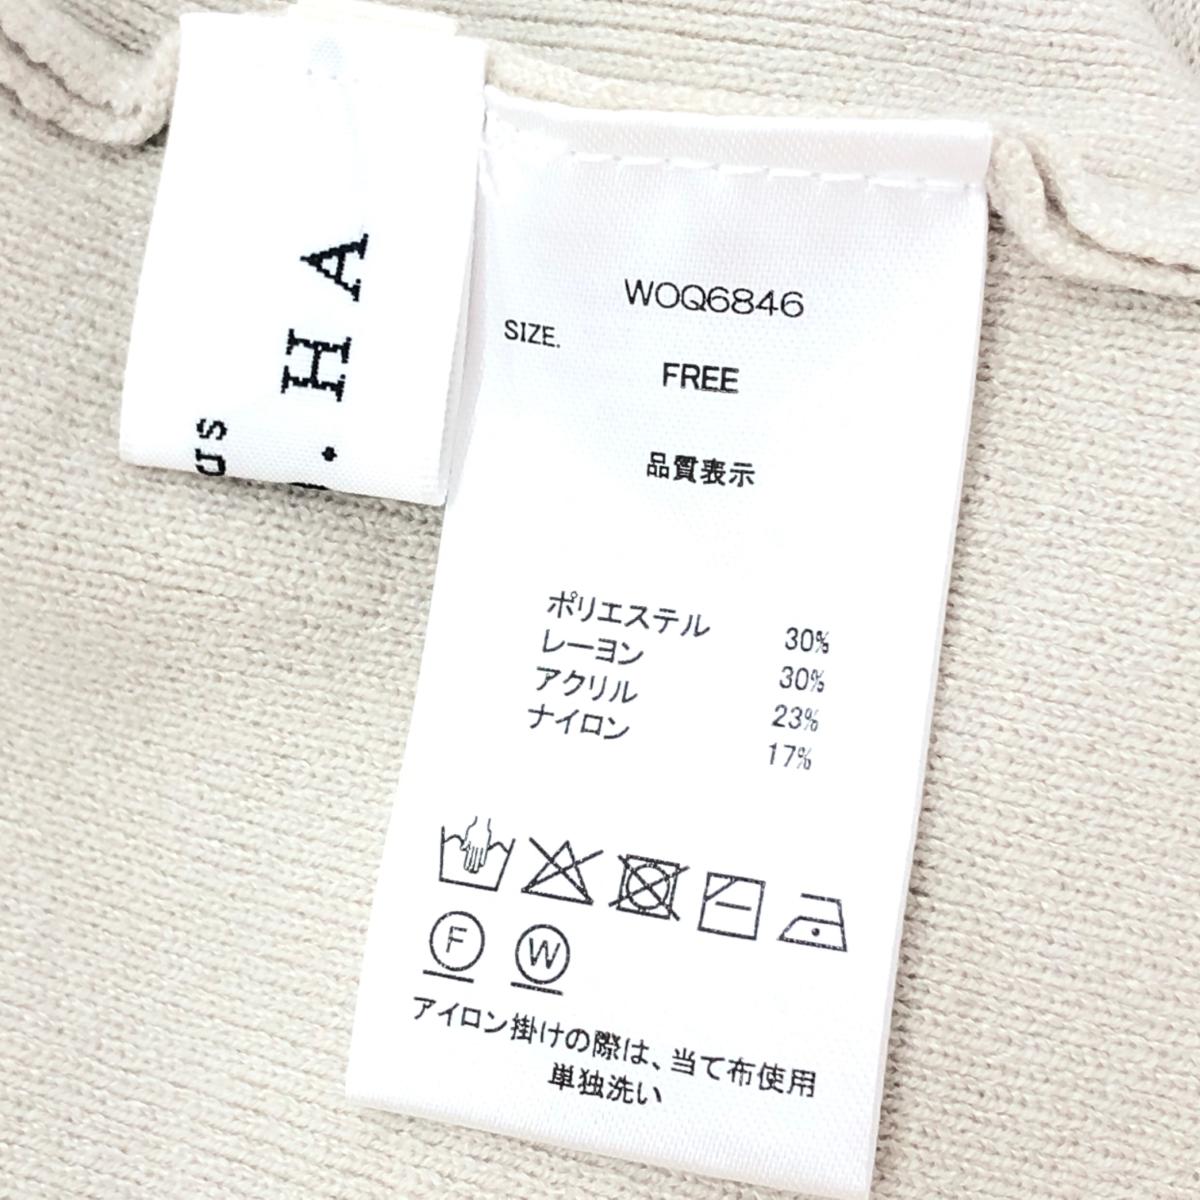 . H A
us
WOQ6846
SIZE.
FREE
品質表示
ポリエステル 30%
レーヨン 30%
アクリル 23%
ナイロン 17%
F W
アイロン掛けの際は、当て布使用
単独洗い